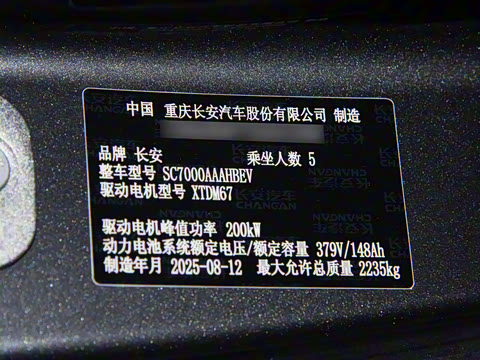 中国 重庆长安汽车股份有限公司 制造
品牌 长安 乘坐人数 5
整车型号 SC7000AAAHBEV
驱动电机型号 XTDM67
驱动电机峰值功率 200kW
动力电池系统额定电压/额定容量 379V/148Ah
制造年月 2025-08-12 最大允许总质量 2235kg